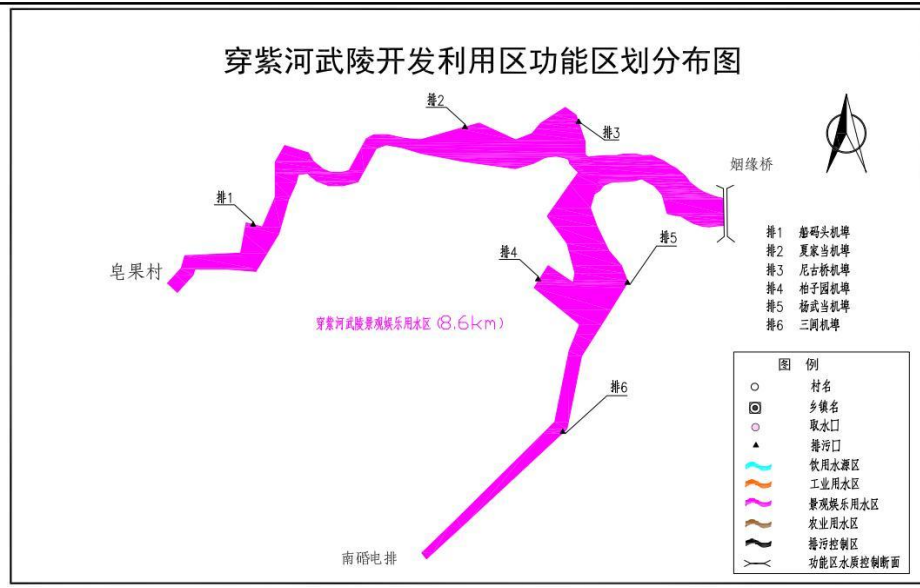 穿紫河武陵开发利用区功能区划分布图
排2
排3
姻缘桥
排1
皂果村
排4
排5
穿紫河武陵景观娱乐用水区 (8.6km)
排6
南碈电排
排1 船码头机埠
排2 夏家当机埠
排3 尼古桥机埠
排4 柏子园机埠
排5 杨武当机埠
排6 三闾机埠
图 例
村名
乡镇名
取水口
排污口
饮用水源区
工业用水区
景观娱乐用水区
农业用水区
排污控制区
功能区水质控制断面